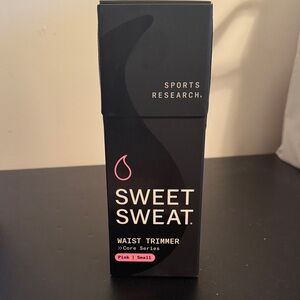 SPORTS
RESEARCH®
SWEET
SWEAT®
WAIST TRIMMER
»Core Series
Pink | Small